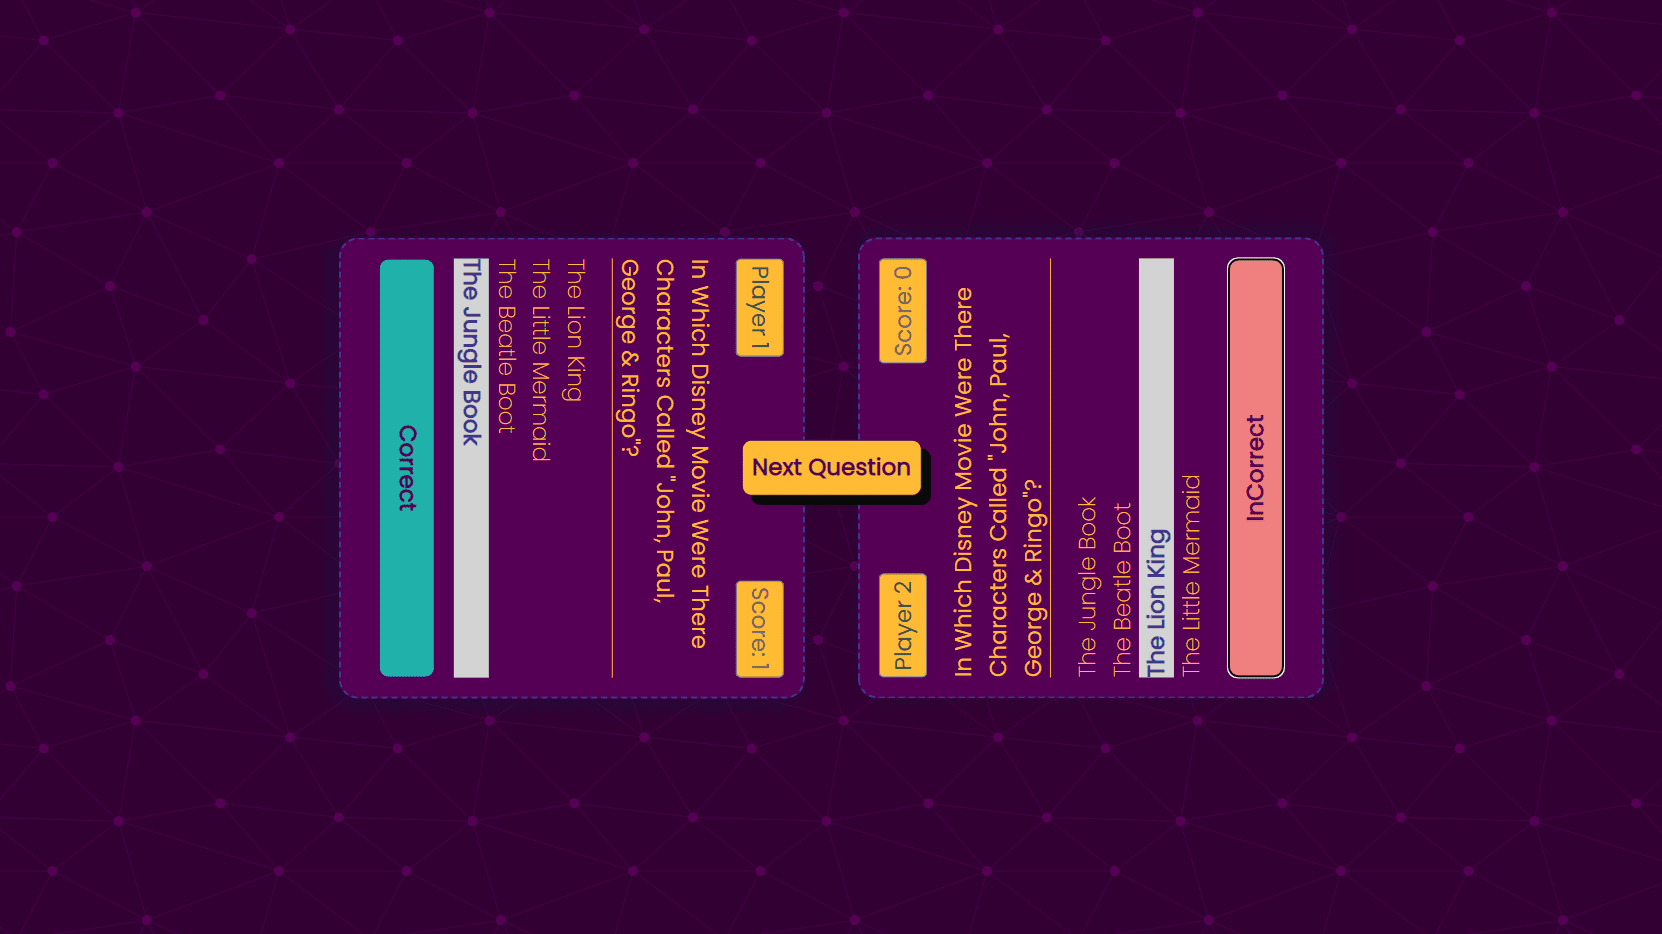 Player 1
Score: 1
In Which Disney Movie Were There
Characters Called "John, Paul,
George & Ringo"?
The Lion King
The Little Mermaid
The Beatle Boot
The Jungle Book
Correct
Next Question
Player 2
Score: 0
In Which Disney Movie Were There
Characters Called "John, Paul,
George & Ringo"?
The Jungle Book
The Beatle Boot
The Lion King
The Little Mermaid
InCorrect